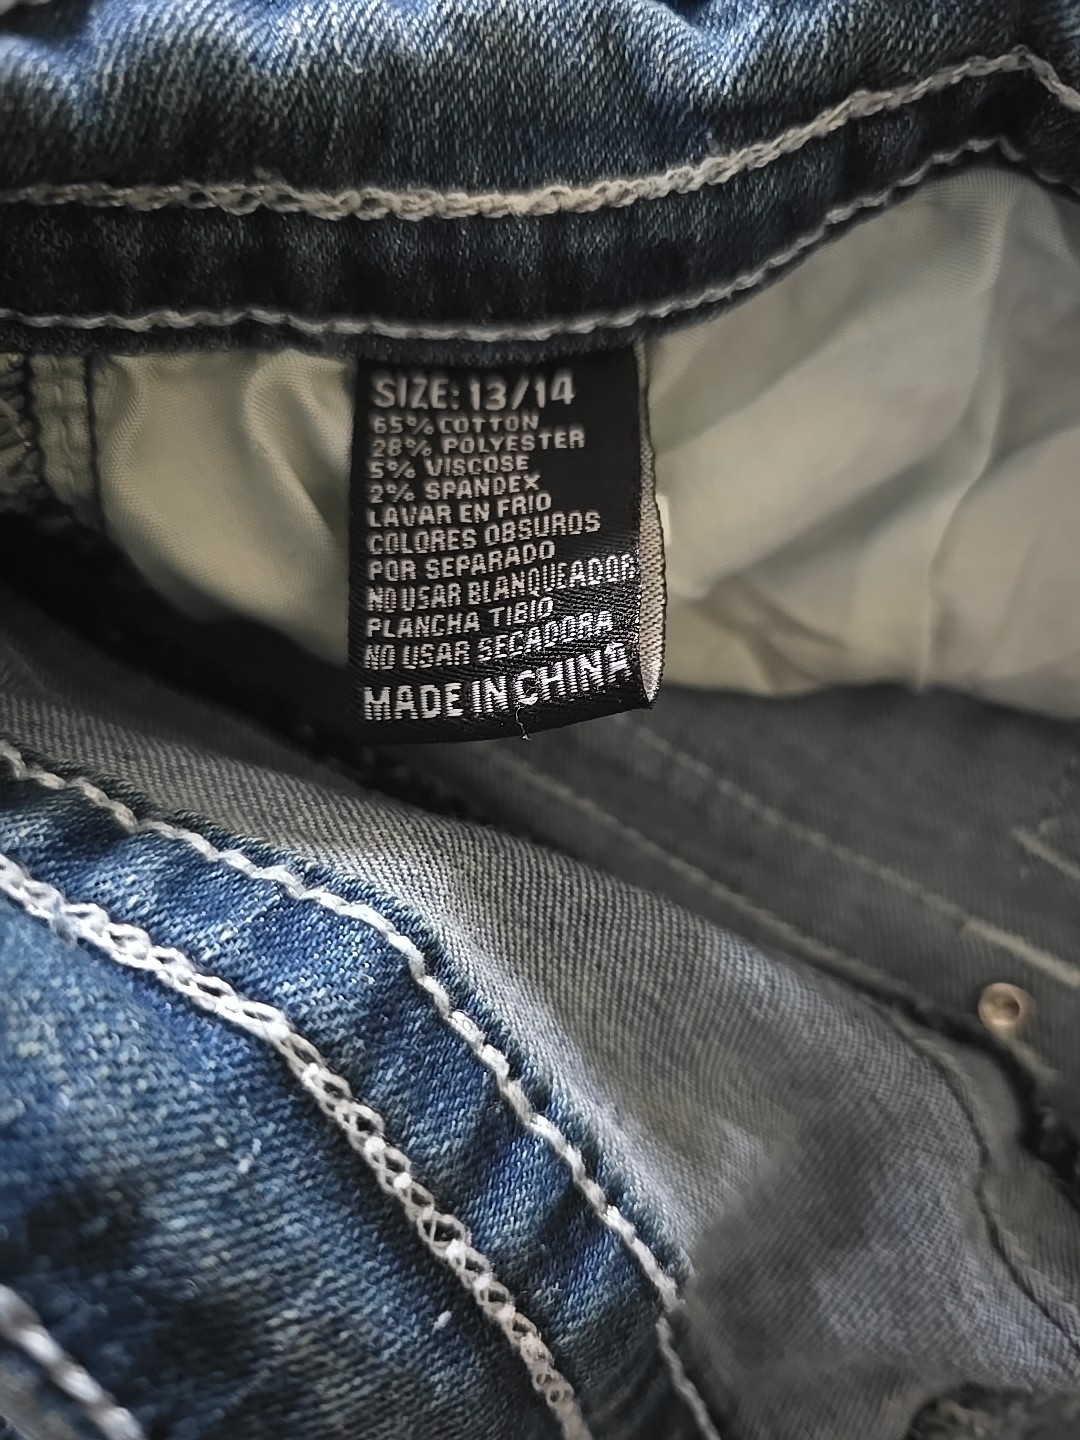 SIZE: 13/14
65% COTTON
28% POLYESTER
5% VISCOSE
2% SPANDEX
LAVAR EN FRIO
COLORES OBSUROS
POR SEPARADO
NO USAR BLANQUEADOR
PLANCHA TIBIO
NO USAR SECADORA
MADE IN CHINA